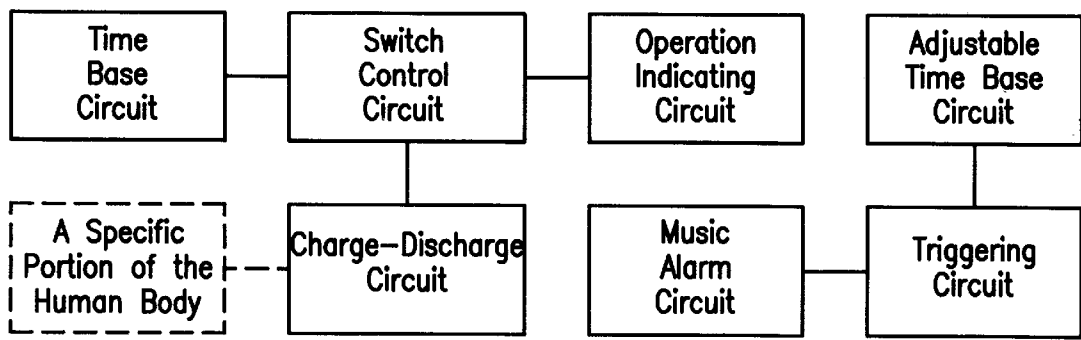 Time
Base
Circuit
Switch
Control
Circuit
Operation
Indicating
Circuit
Adjustable
Time Base
Circuit
A Specific
Portion of the
Human Body
Charge–Discharge
Circuit
Music
Alarm
Circuit
Triggering
Circuit